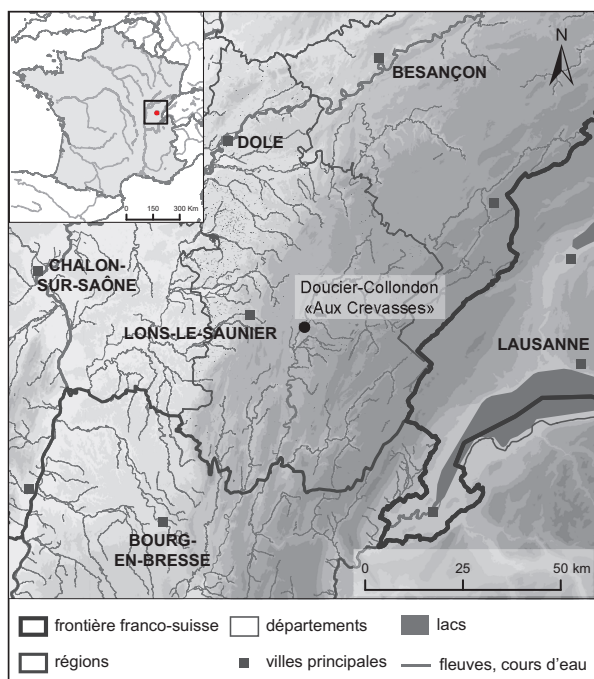 0 150 300 Km
N
BESANÇON
DOLE
CHALON-
SUR-SAÔNE
Doucier-Collondon
«Aux Crevasses»
LONS-LE-SAUNIER
LAUSANNE
BOURG-
EN-BRESSE
0 25 50 km
frontière franco-suisse
départements
lacs
régions
villes principales
fleuves, cours d'eau